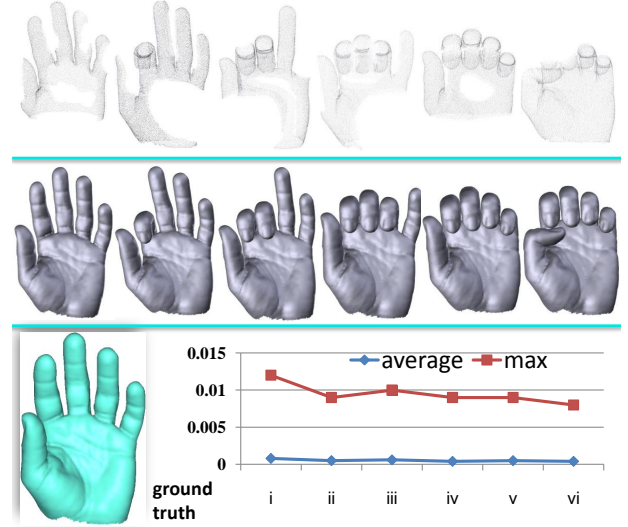 0.015
average max
0.01
0.005
0
ground
truth
i ii iii iv v vi